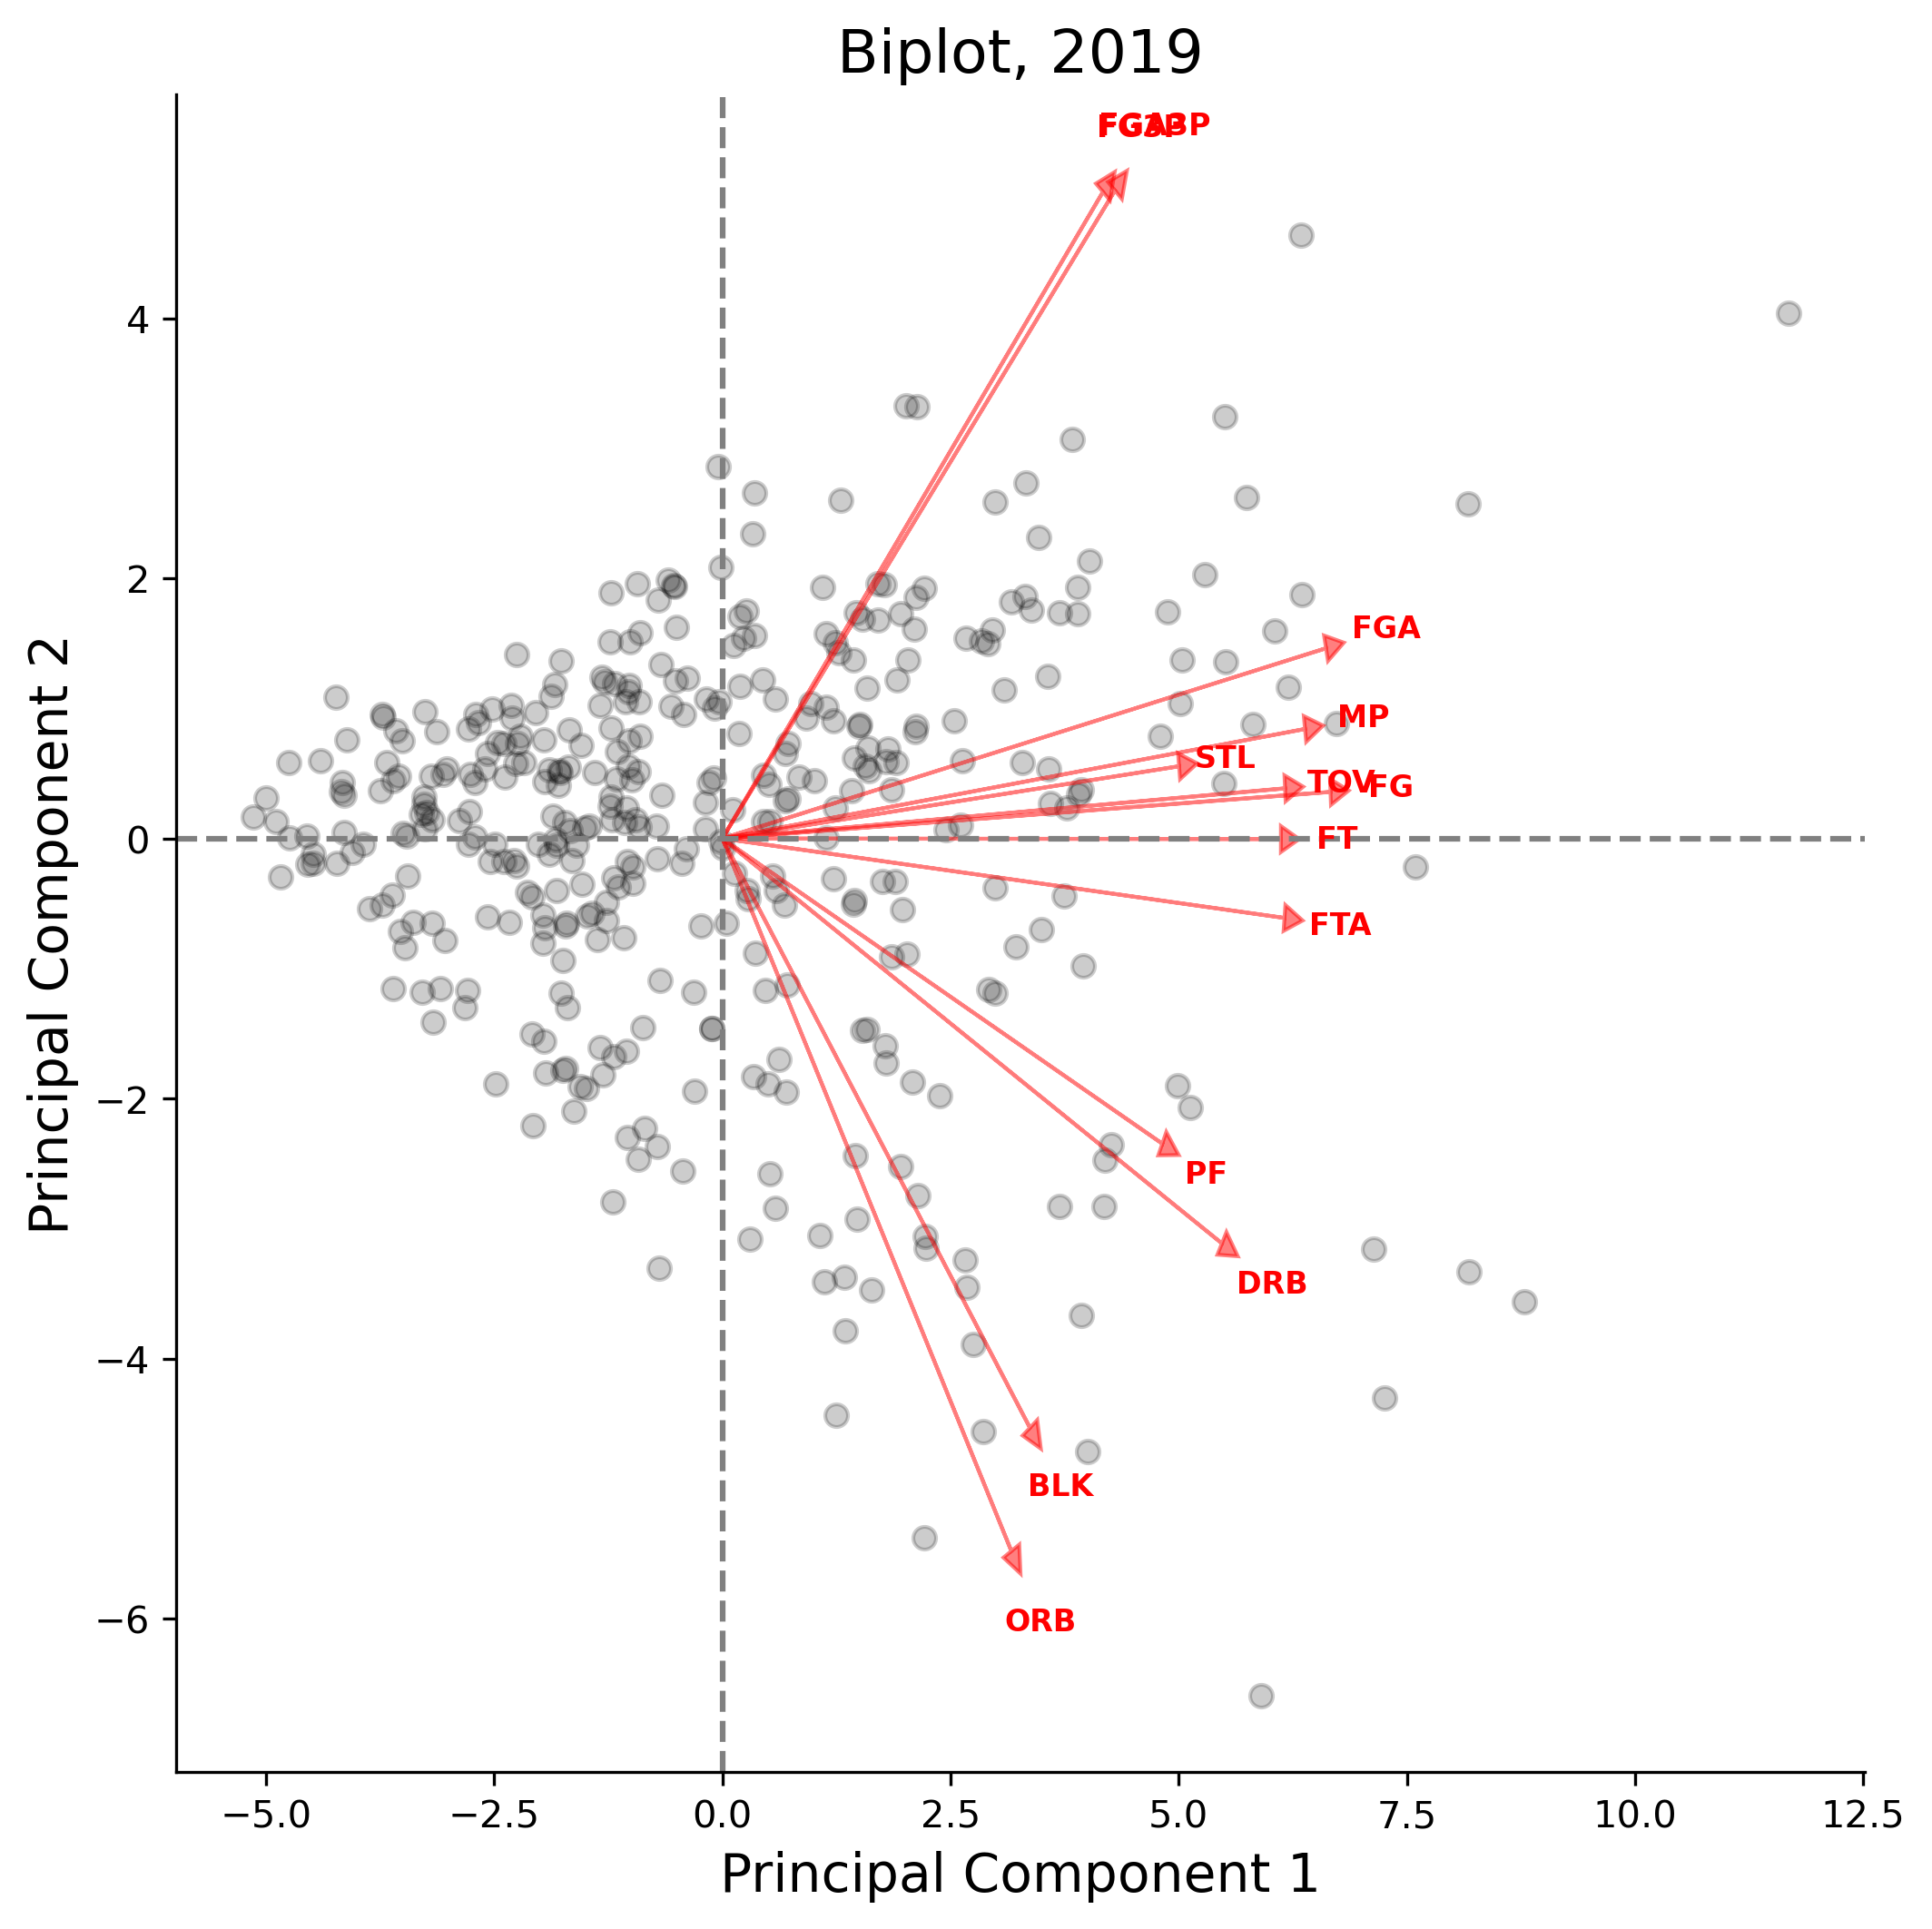 Biplot, 2019
FGA3P
FGA
MP
STL
TOV
FG
FT
FTA
PF
DRB
BLK
ORB
Principal Component 2
4
2
0
−2
−4
−6
−5.0
−2.5
0.0
2.5
5.0
7.5
10.0
12.5
Principal Component 1